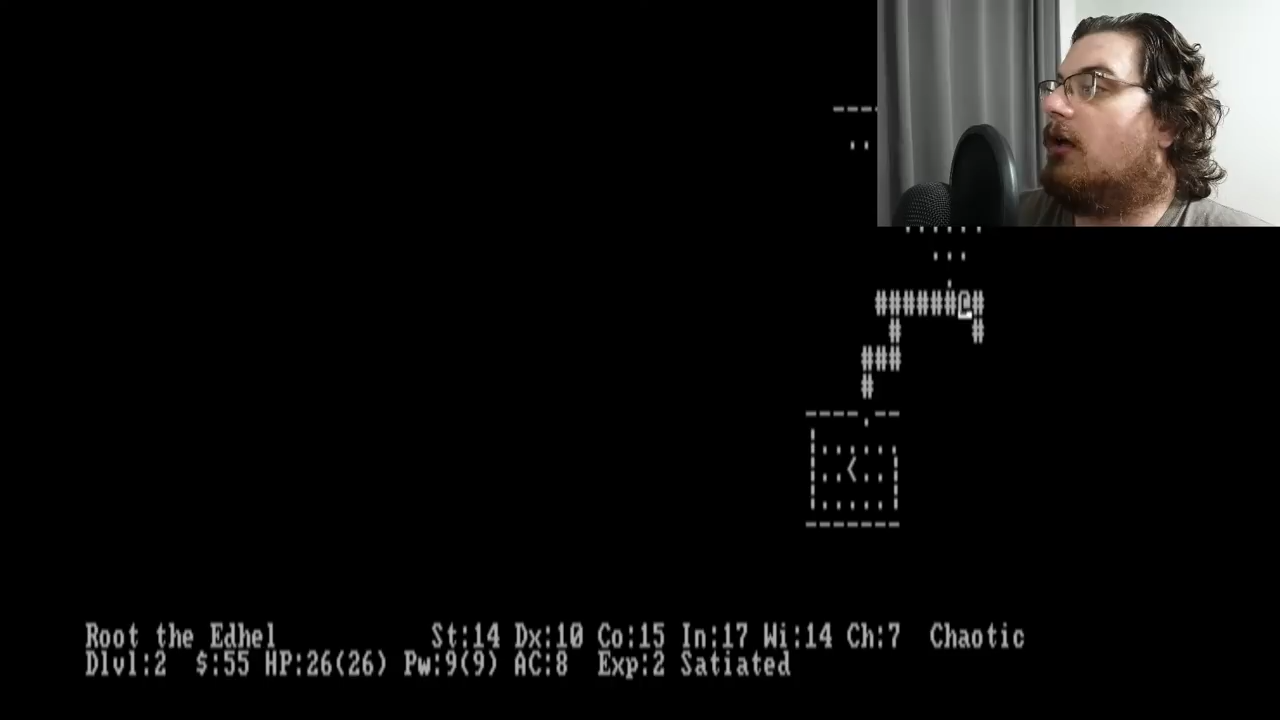 Root the Edhel St:14 Dx:10 Co:15 In:17 Wi:14 Ch:7 Chaotic
Dlvl:2 $:55 HP:26(26) Pw:9(9) AC:8 Exp:2 Satiated